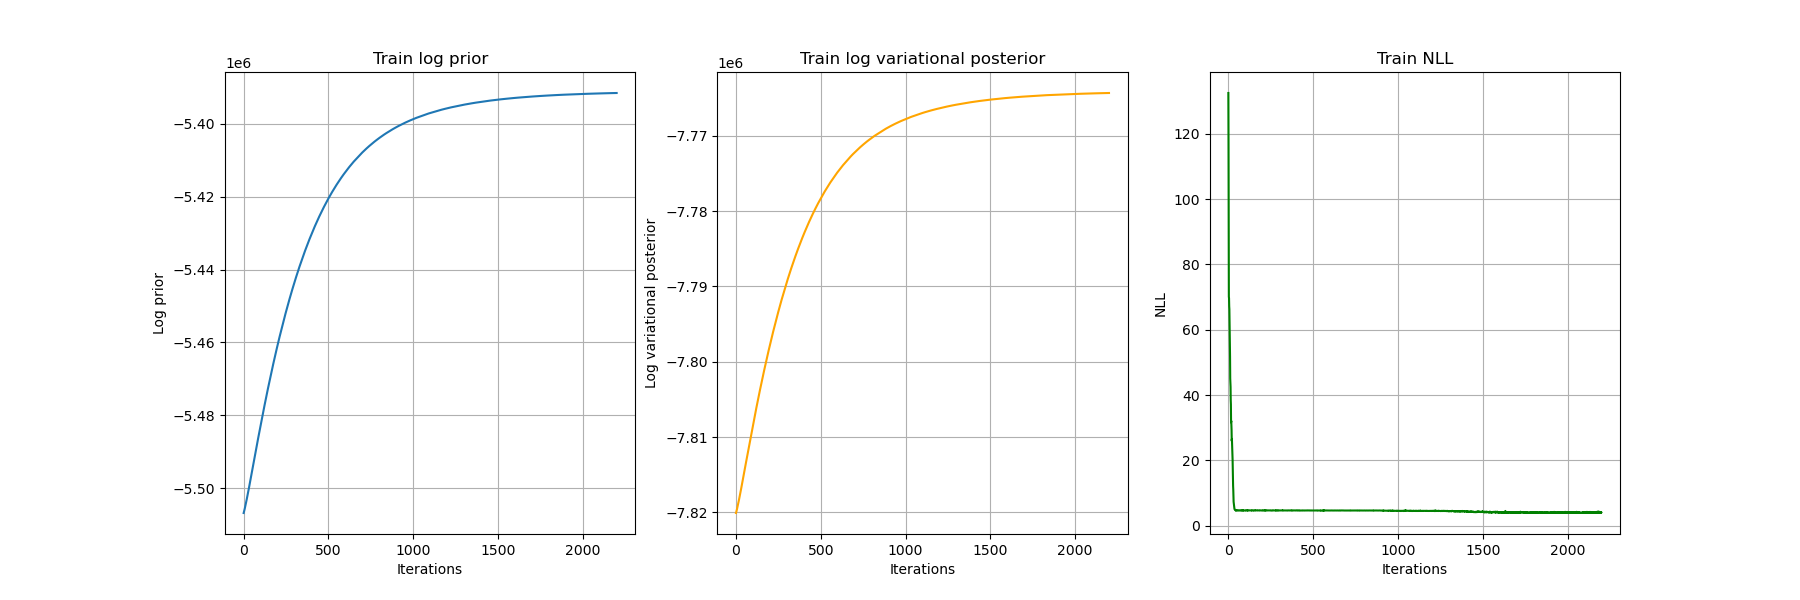 Train log prior
1e6
−5.40
−5.42
−5.44
−5.46
−5.48
−5.50
Log prior
0 500 1000 1500 2000
Iterations
Train log variational posterior
1e6
−7.77
−7.78
−7.79
−7.80
−7.81
−7.82
Log variational posterior
0 500 1000 1500 2000
Iterations
Train NLL
120
100
80
60
40
20
0
NLL
0 500 1000 1500 2000
Iterations